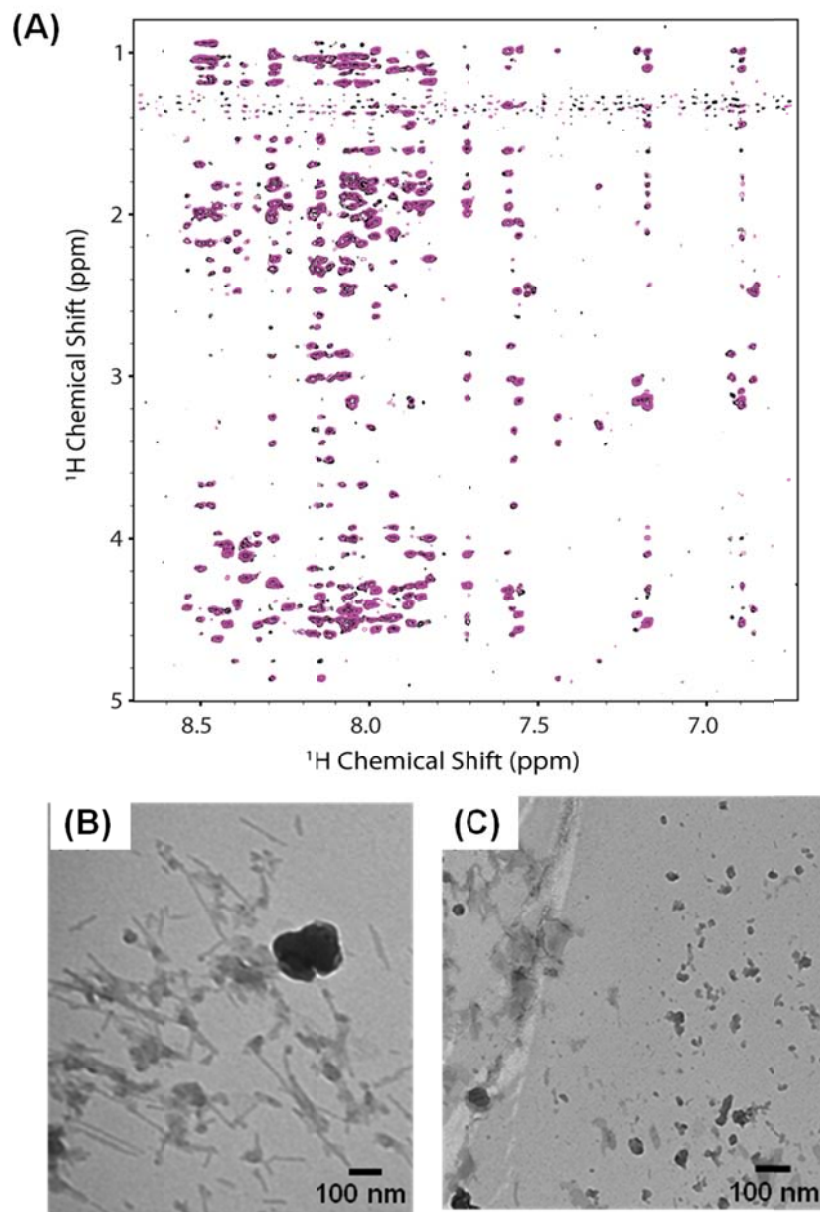 (A)
1
2
3
4
5
¹H Chemical Shift (ppm)
8.5 8.0 7.5 7.0
¹H Chemical Shift (ppm)
(B)
100 nm
(C)
100 nm